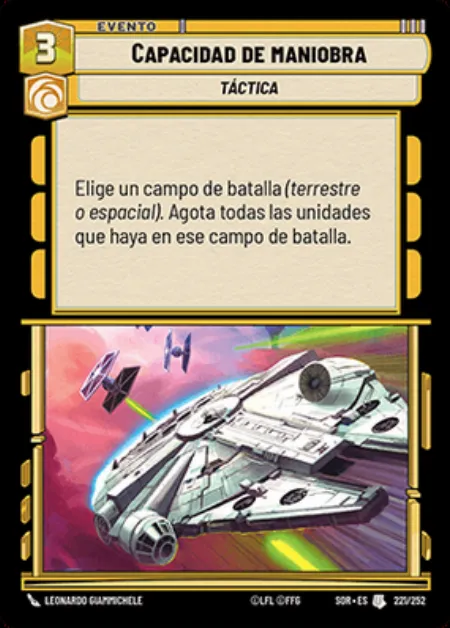 EVENTO
3
CAPACIDAD DE MANIOBRA
TÁCTICA
Elige un campo de batalla (terrestre
o espacial). Agota todas las unidades
que haya en ese campo de batalla.
LEONARDO GIAMMICHELE
©LFL ©FFG
SOR • ES
221/252